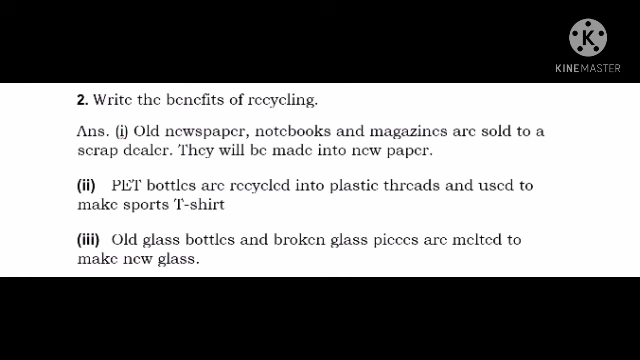 K
KINEMASTER
2. Write the benefits of recycling.
Ans. (i) Old newspaper, notebooks and magazines are sold to a
scrap dealer. They will be made into new paper.
(ii) PET bottles are recycled into plastic threads and used to
make sports T-shirt
(iii) Old glass bottles and broken glass pieces are melted to
make new glass.